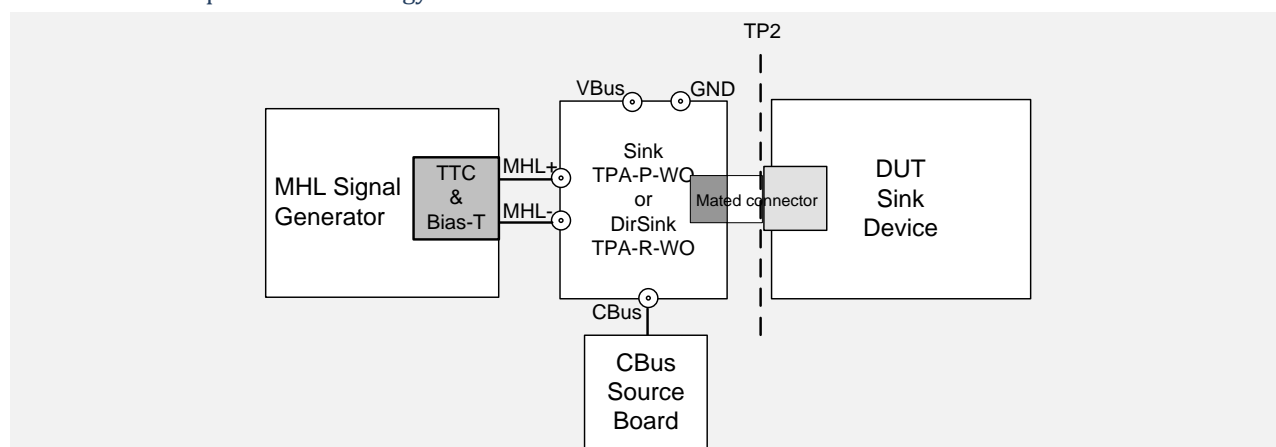 TP2
VBus
GND
MHL Signal
Generator
TTC
&
Bias-T
MHL+
MHL-
Sink
TPA-P-WO
or
DirSink
TPA-R-WO
Mated connector
DUT
Sink
Device
CBus
CBus
Source
Board